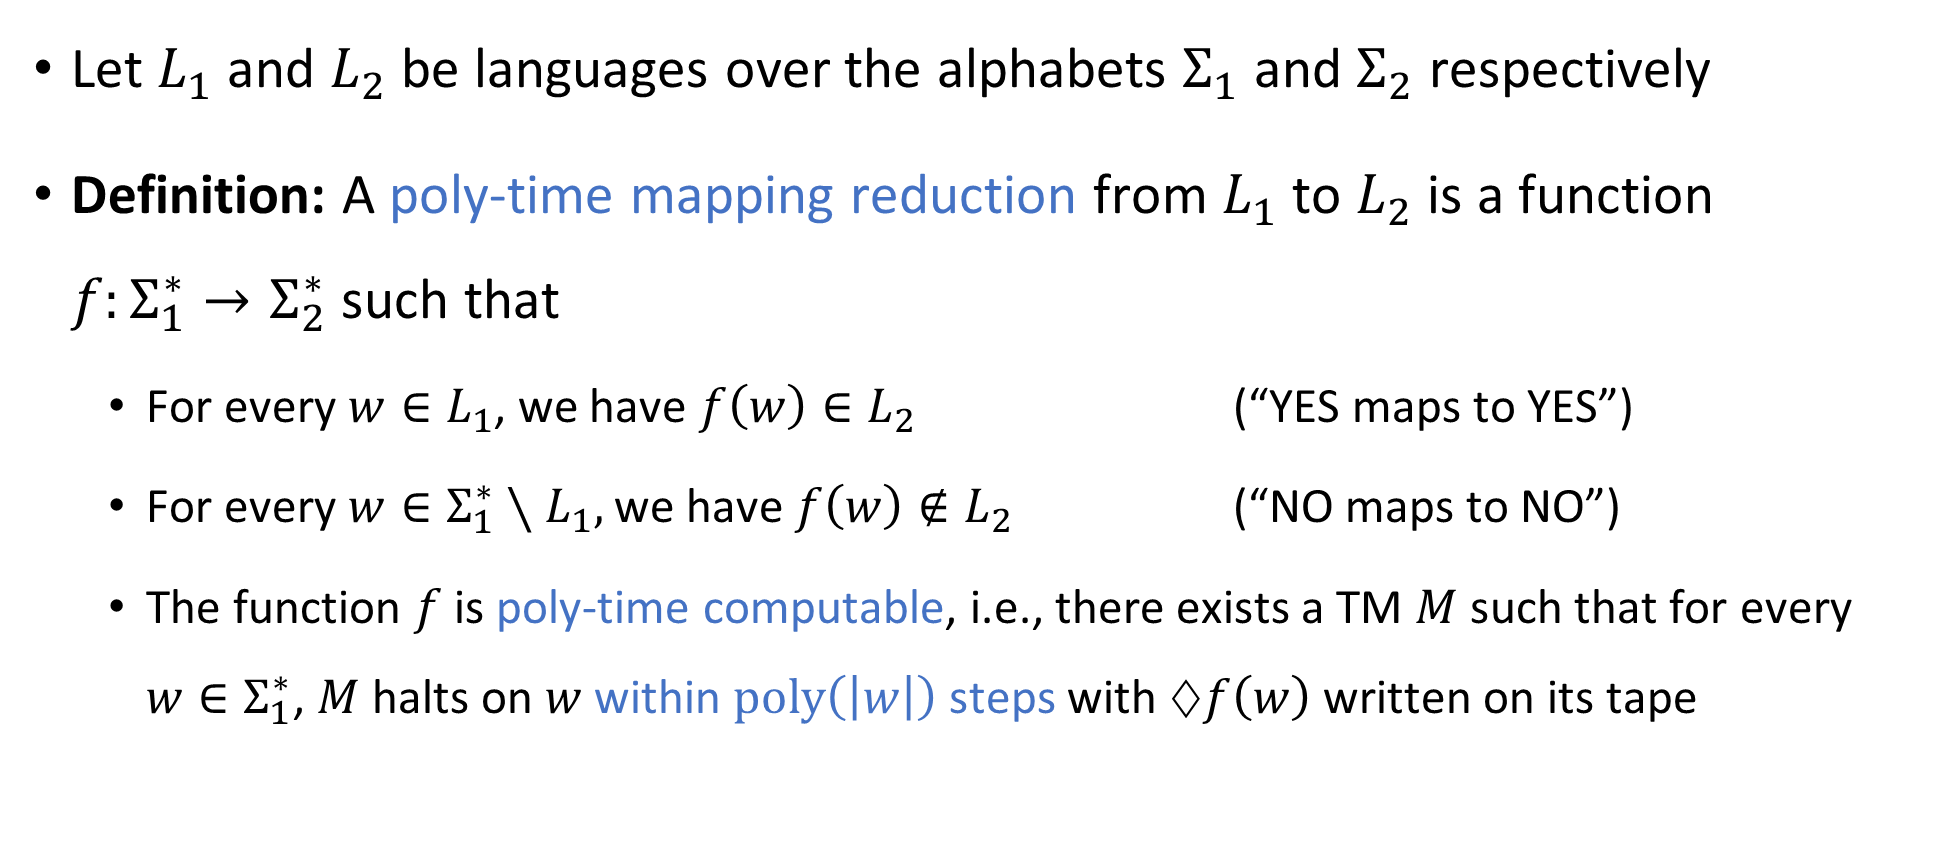 • Let 𝐿₁ and 𝐿₂ be languages over the alphabets Σ₁ and Σ₂ respectively
• Definition: A poly-time mapping reduction from 𝐿₁ to 𝐿₂ is a function
𝑓: Σ₁* → Σ₂* such that
• For every 𝑤 ∈ 𝐿₁, we have 𝑓(𝑤) ∈ 𝐿₂ (“YES maps to YES”)
• For every 𝑤 ∈ Σ₁* ∖ 𝐿₁, we have 𝑓(𝑤) ∉ 𝐿₂ (“NO maps to NO”)
• The function 𝑓 is poly-time computable, i.e., there exists a TM 𝑀 such that for every
𝑤 ∈ Σ₁*, 𝑀 halts on 𝑤 within poly(|𝑤|) steps with ♢𝑓(𝑤) written on its tape